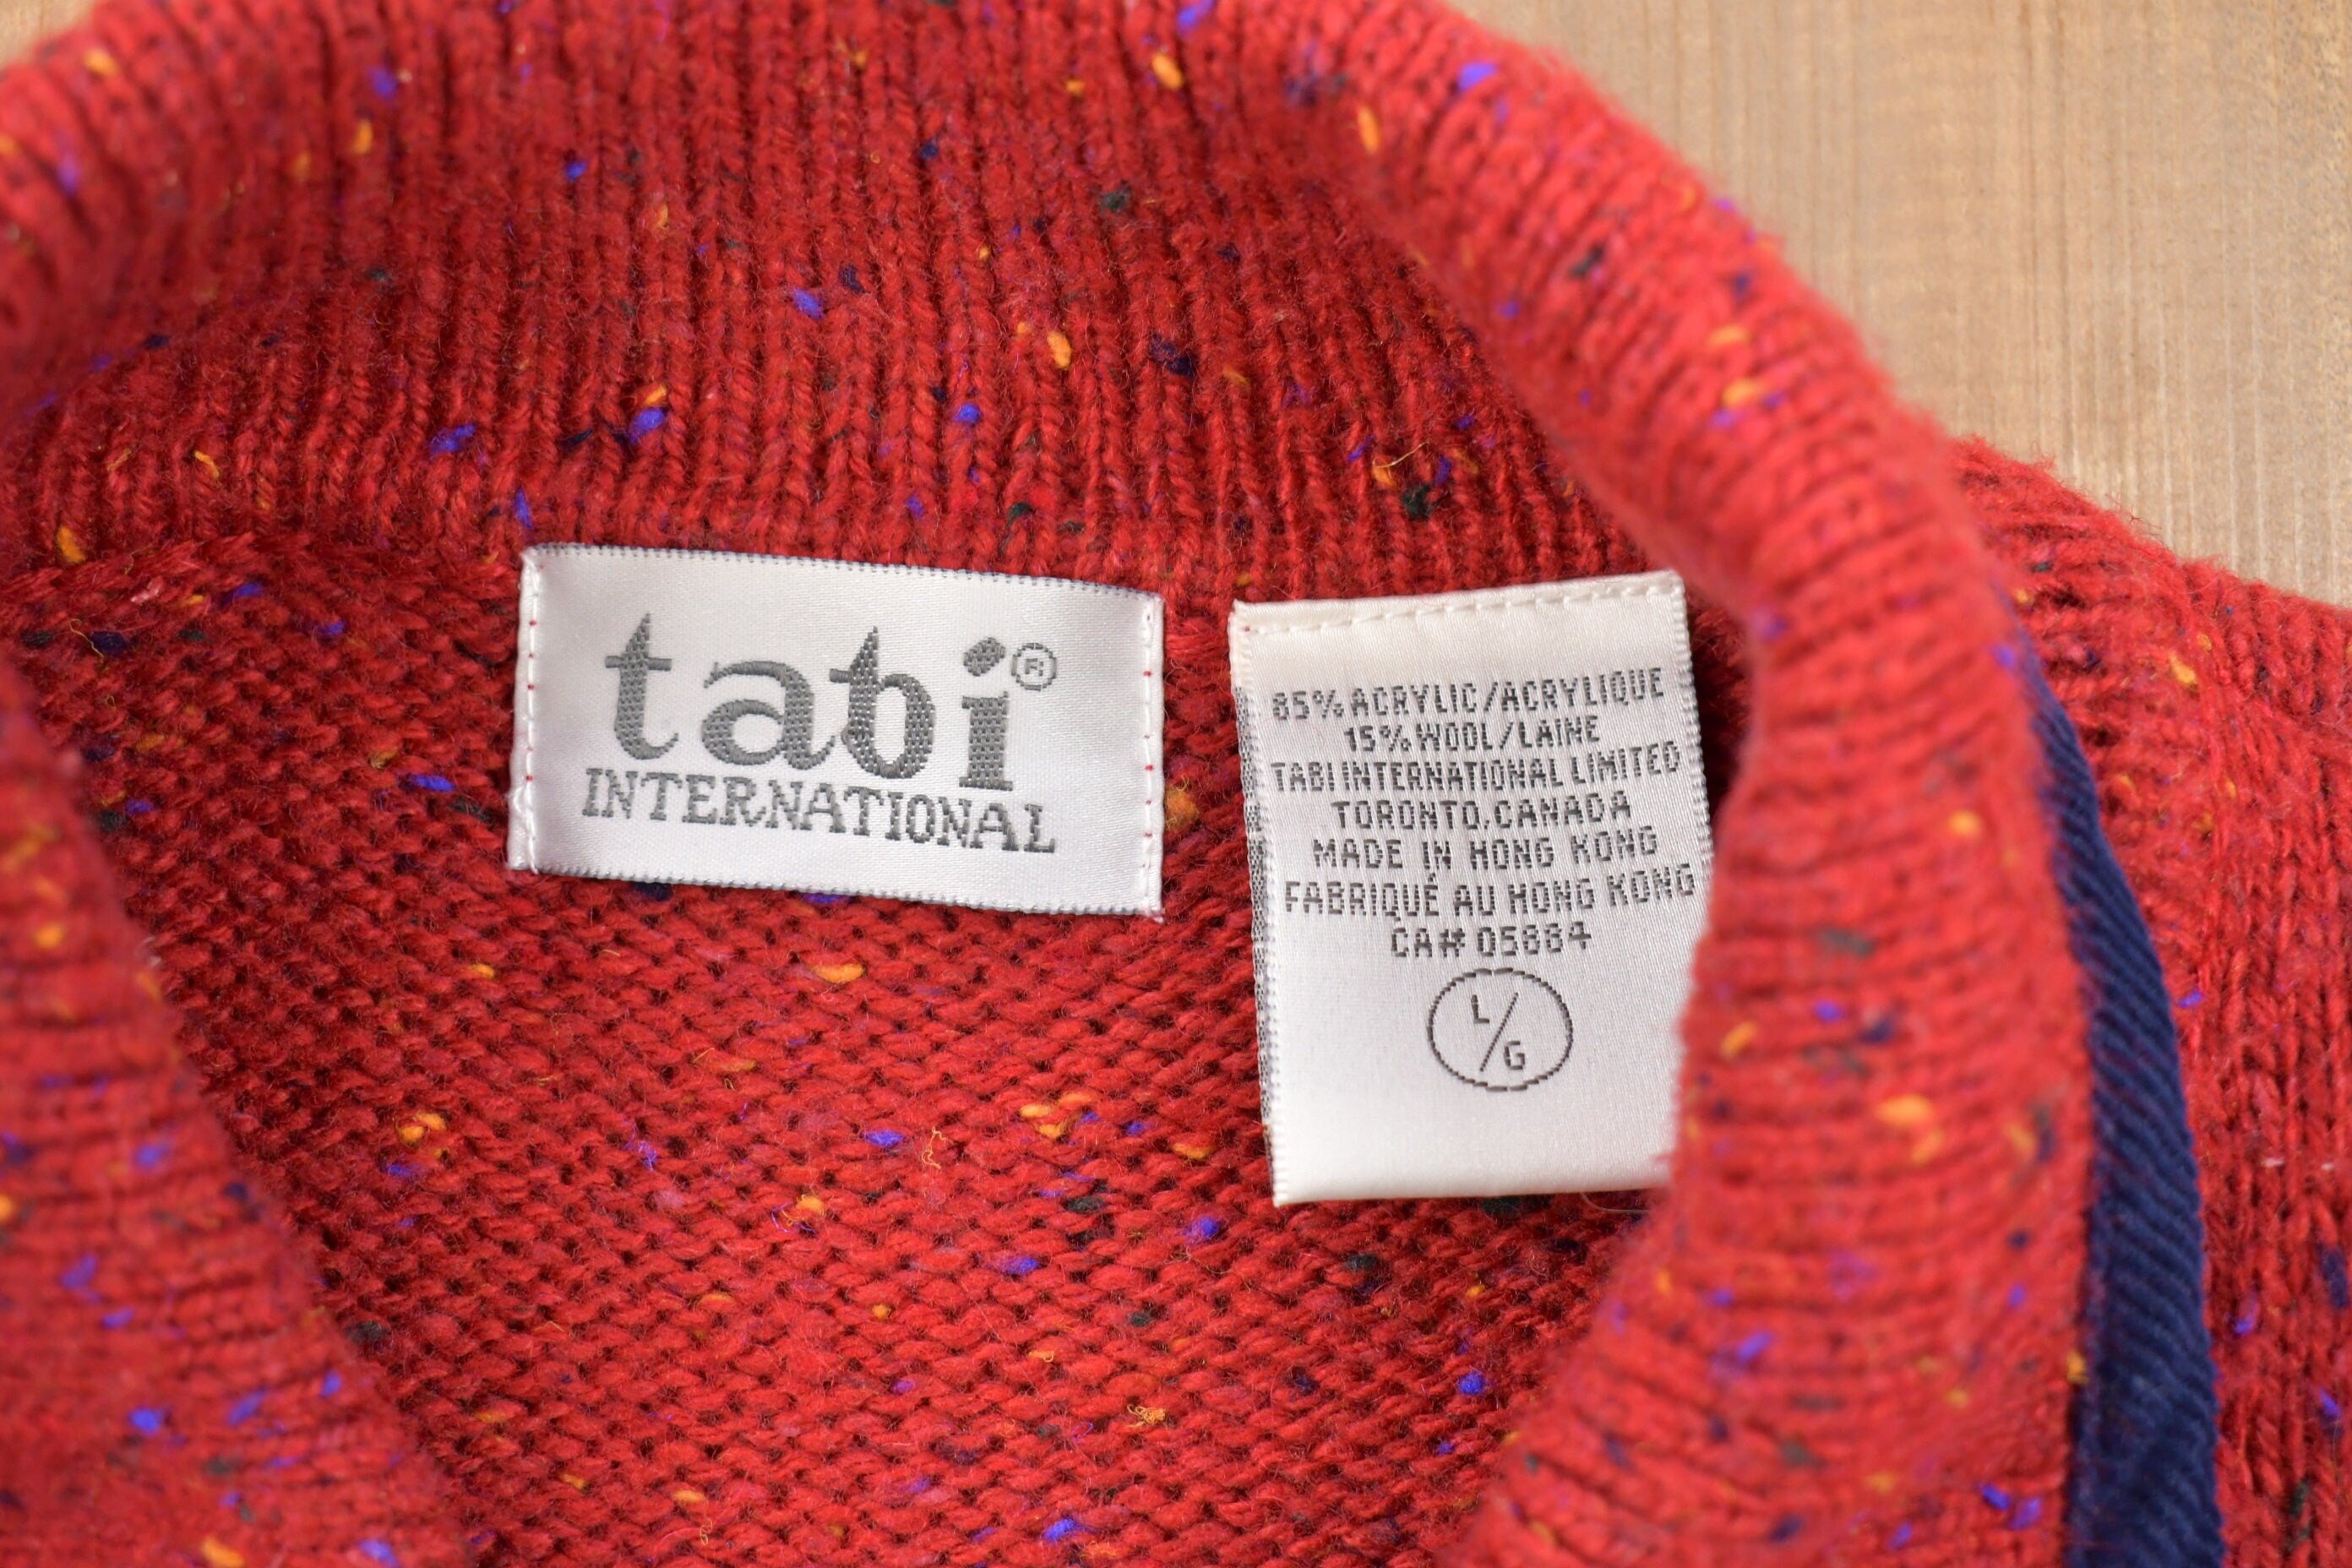 tabi®
INTERNATIONAL
85% ACRYLIC/ACRYLIQUE
15% WOOL/LAINE
TABI INTERNATIONAL LIMITED
TORONTO, CANADA
MADE IN HONG KONG
FABRIQUÉ AU HONG KONG
CA# 05884
L/G